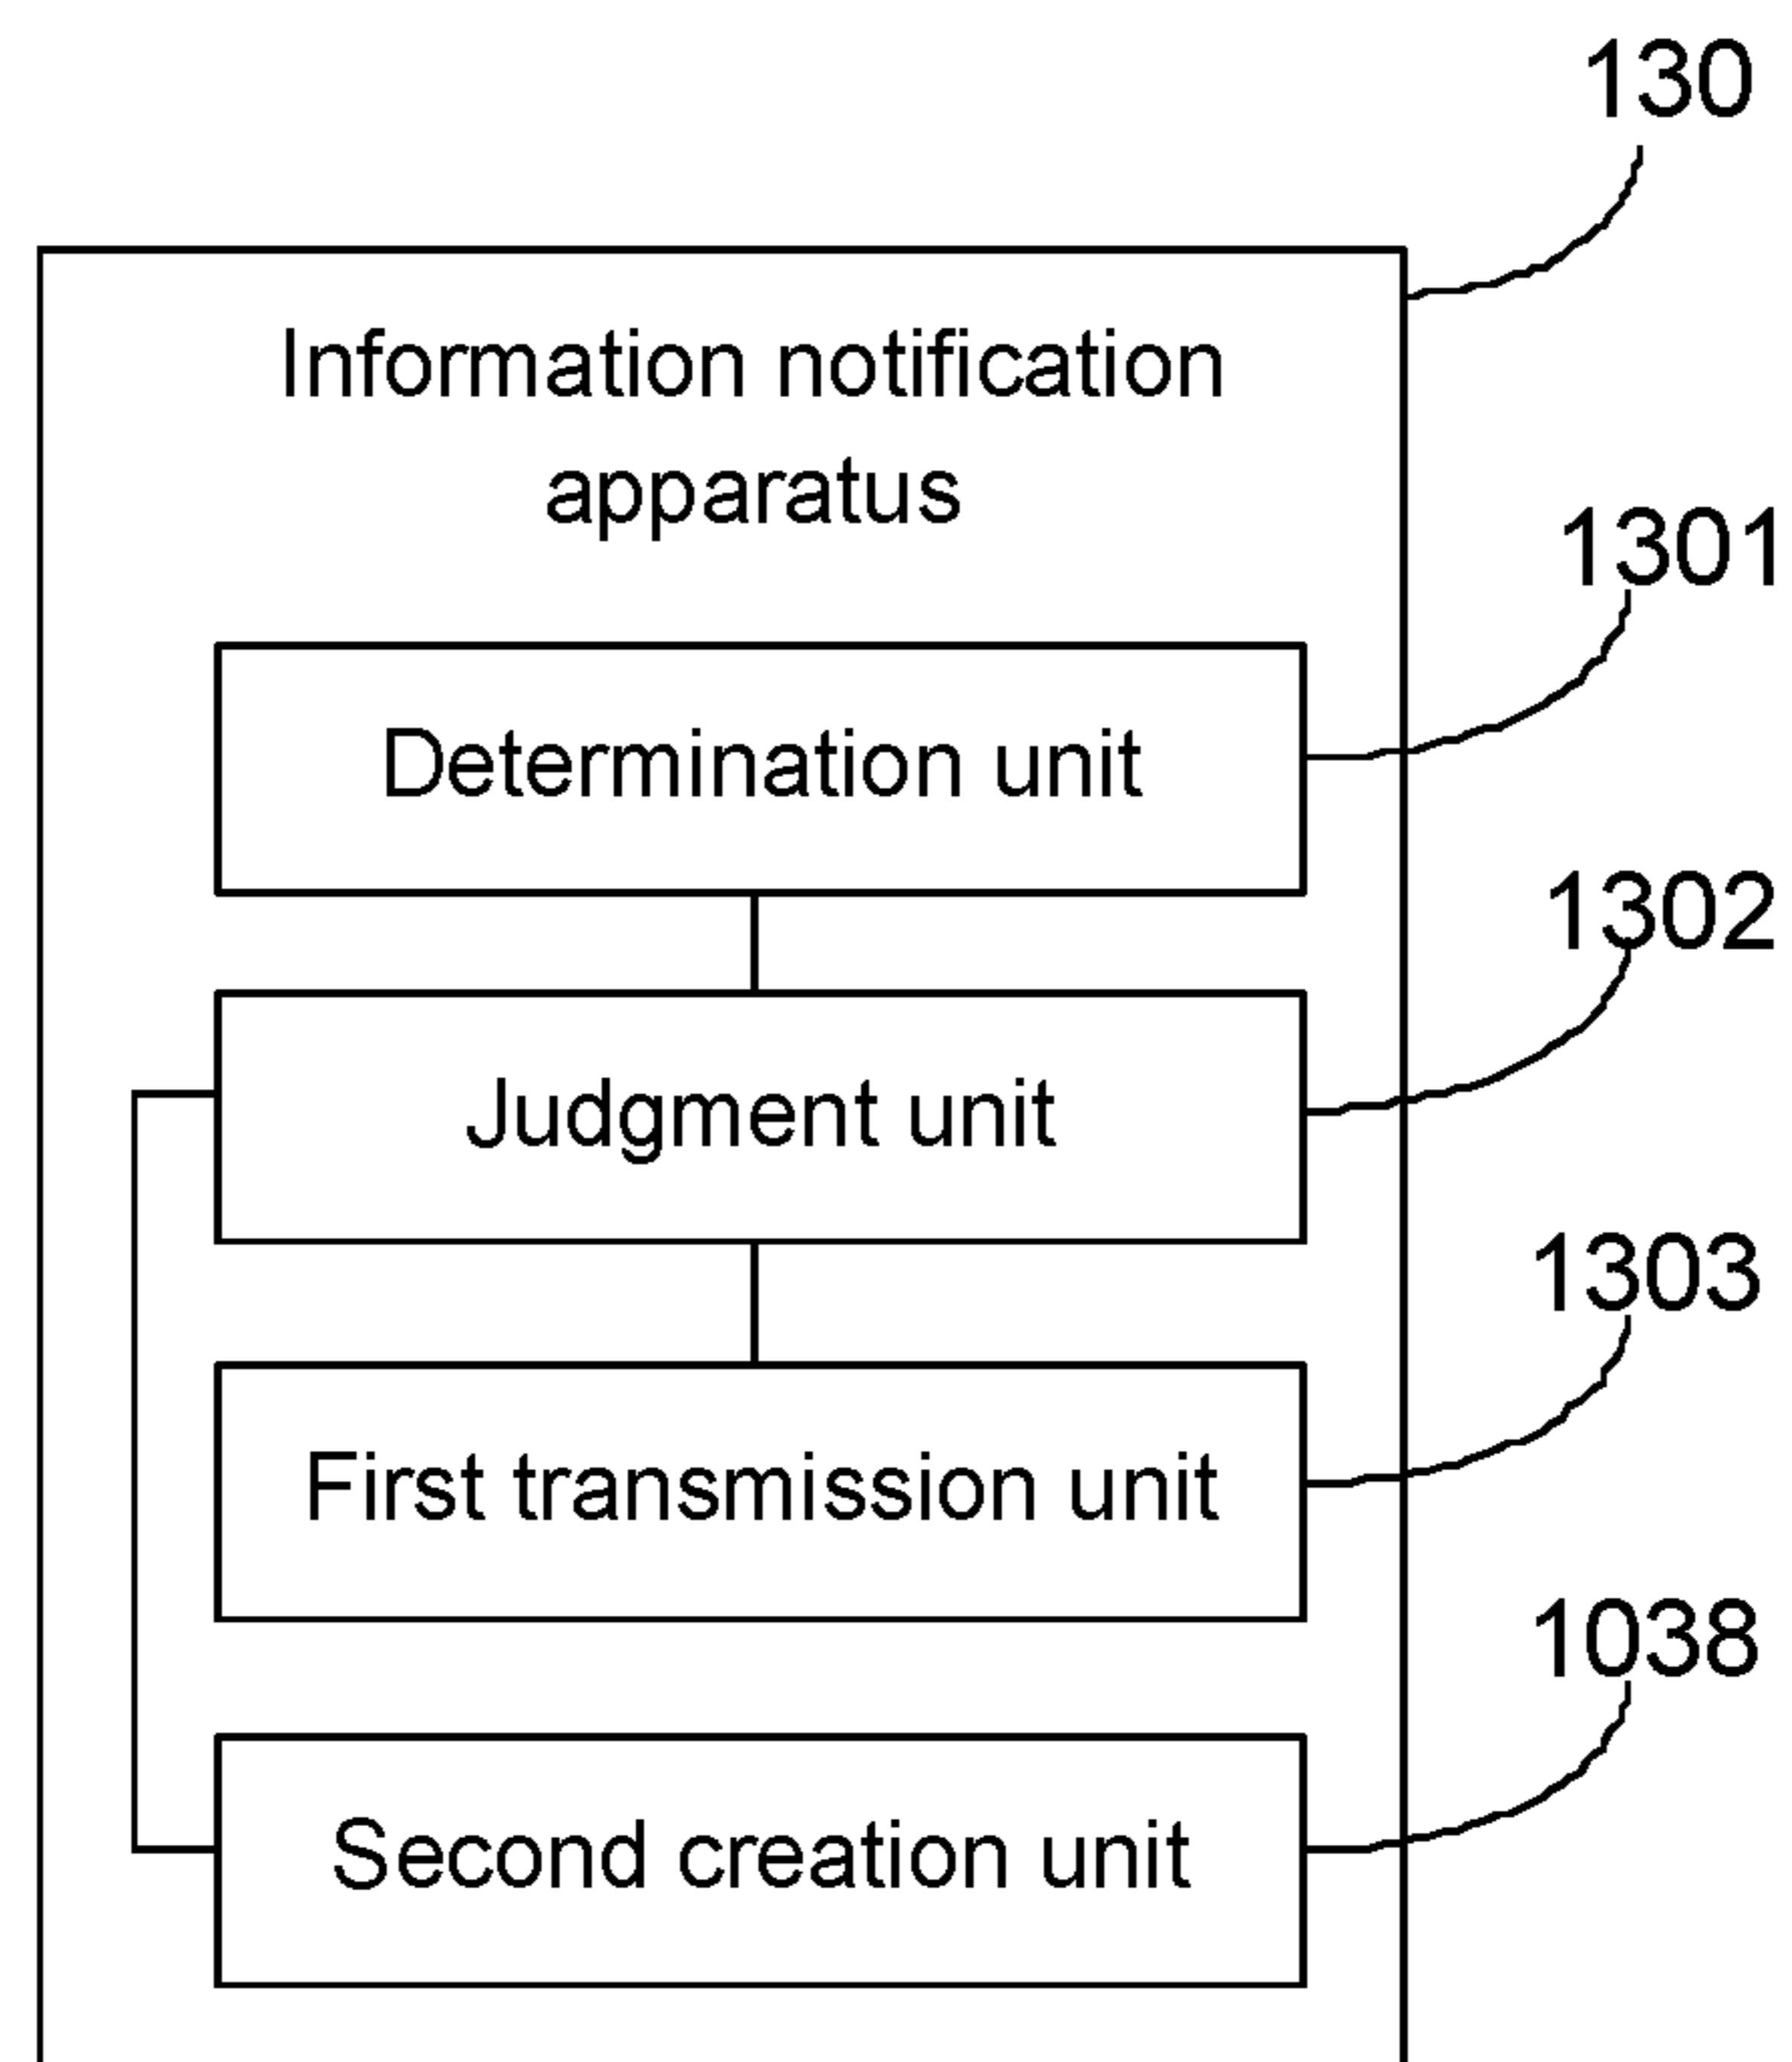 130
Information notification
apparatus
1301
Determination unit
1302
Judgment unit
1303
First transmission unit
1038
Second creation unit